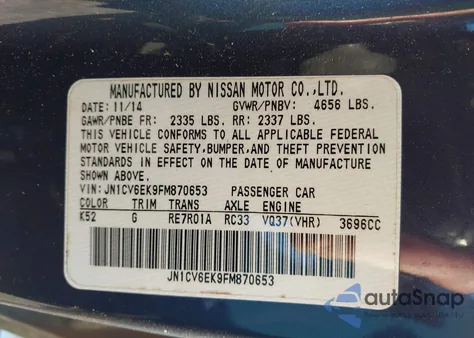 MANUFACTURED BY NISSAN MOTOR CO.,LTD.
DATE: 11/14 GVWR/PNBV: 4656 LBS.
GAWR/PNBE FR: 2335 LBS. RR: 2337 LBS.
THIS VEHICLE CONFORMS TO ALL APPLICABLE FEDERAL
MOTOR VEHICLE SAFETY, BUMPER, AND THEFT PREVENTION
STANDARDS IN EFFECT ON THE DATE OF MANUFACTURE
SHOWN ABOVE.
VIN: JN1CV6EK9FM870653 PASSENGER CAR
COLOR TRIM TRANS AXLE ENGINE
K52 G RE7R01A RC33 VQ37(VHR) 3696CC
JN1CV6EK9FM870653
autoSnap